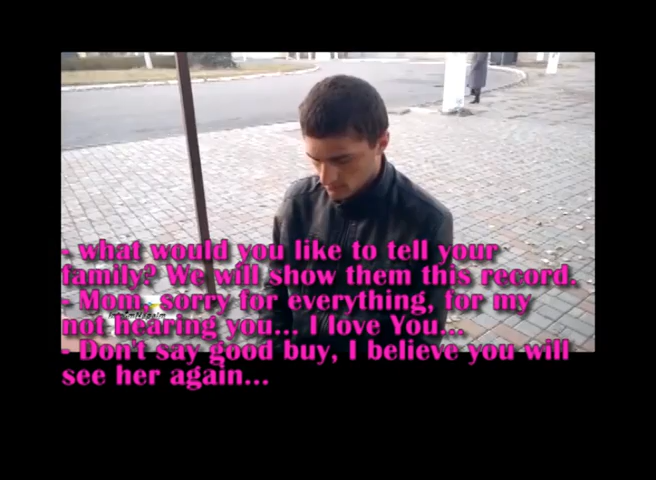 - what would you like to tell your
family? We will show them this record.
- Mom, sorry for everything, for my
not hearing you... I love You...
- Don't say good buy, I believe you will
see her again...